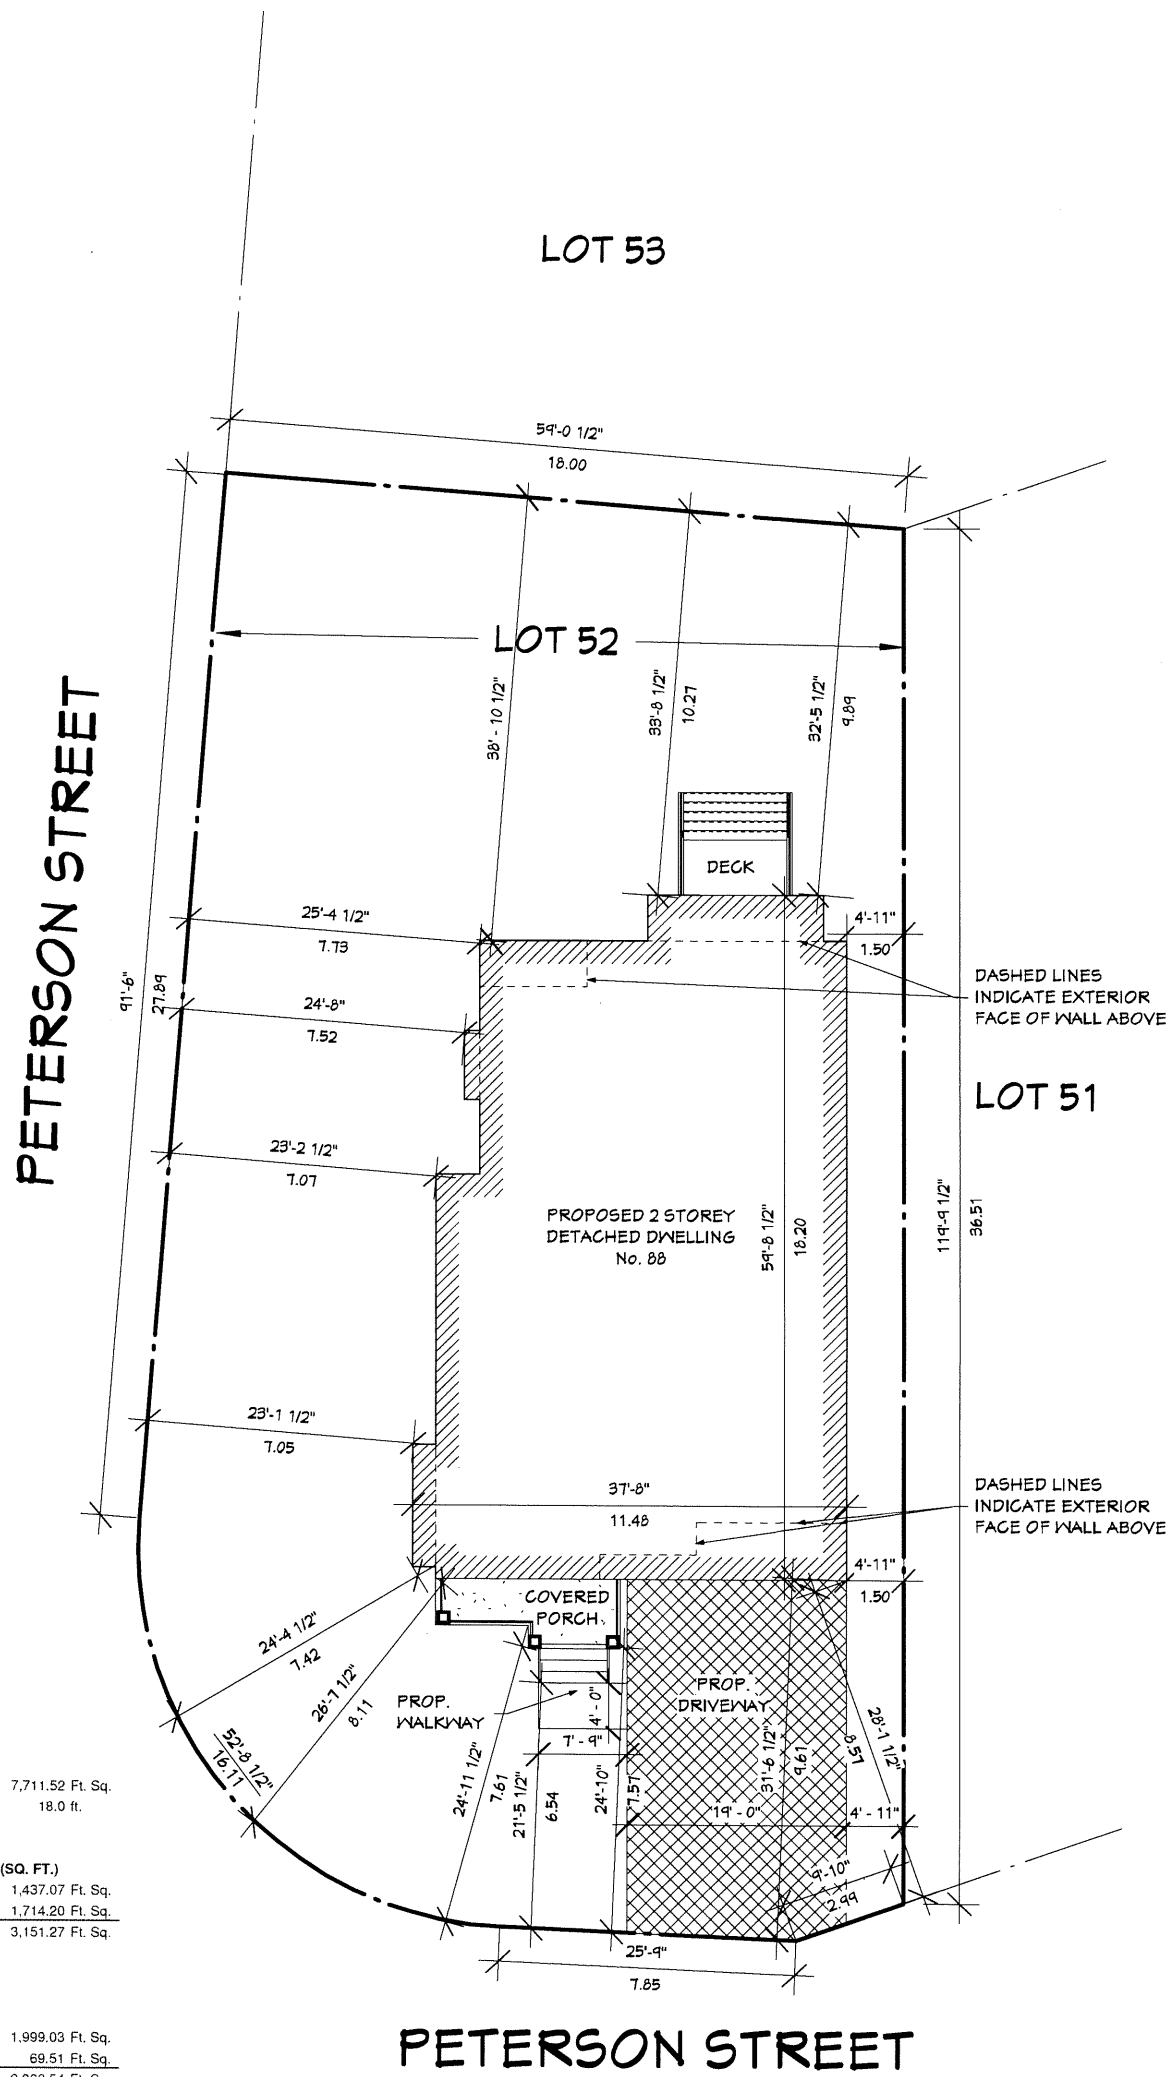 LOT 53
59'-0 1/2"
18.00
LOT 52
38' - 10 1/2"
33'-8 1/2"
10.27
32'-5 1/2"
9.89
PETERSON STREET
DECK
25'-4 1/2"
7.73
4'-11"
1.50
91'-6"
27.89
24'-8"
7.52
DASHED LINES
INDICATE EXTERIOR
FACE OF WALL ABOVE
LOT 51
23'-2 1/2"
7.07
PROPOSED 2 STOREY
DETACHED DWELLING
No. 88
59'-8 1/2"
18.20
119'-9 1/2"
36.51
23'-1 1/2"
7.05
37'-8"
11.48
DASHED LINES
INDICATE EXTERIOR
FACE OF WALL ABOVE
4'-11"
1.50
COVERED
PORCH
24'-4 1/2"
7.42
26'-7 1/2"
8.11
PROP.
WALKWAY
PROP.
DRIVEWAY
4' - 0"
7' - 9"
52'-8 1/2"
16.11
24'-11 1/2"
7.61
21'-5 1/2"
6.54
24'-10"
7.57
31'-6 1/2"
9.61
28'-1 1/2"
8.57
19' - 0"
4' - 11"
9'-10"
2.99
7,711.52 Ft. Sq.
18.0 ft.
(SQ. FT.)
1,437.07 Ft. Sq.
1,714.20 Ft. Sq.
3,151.27 Ft. Sq.
25'-9"
7.85
1,999.03 Ft. Sq.
69.51 Ft. Sq.
PETERSON STREET